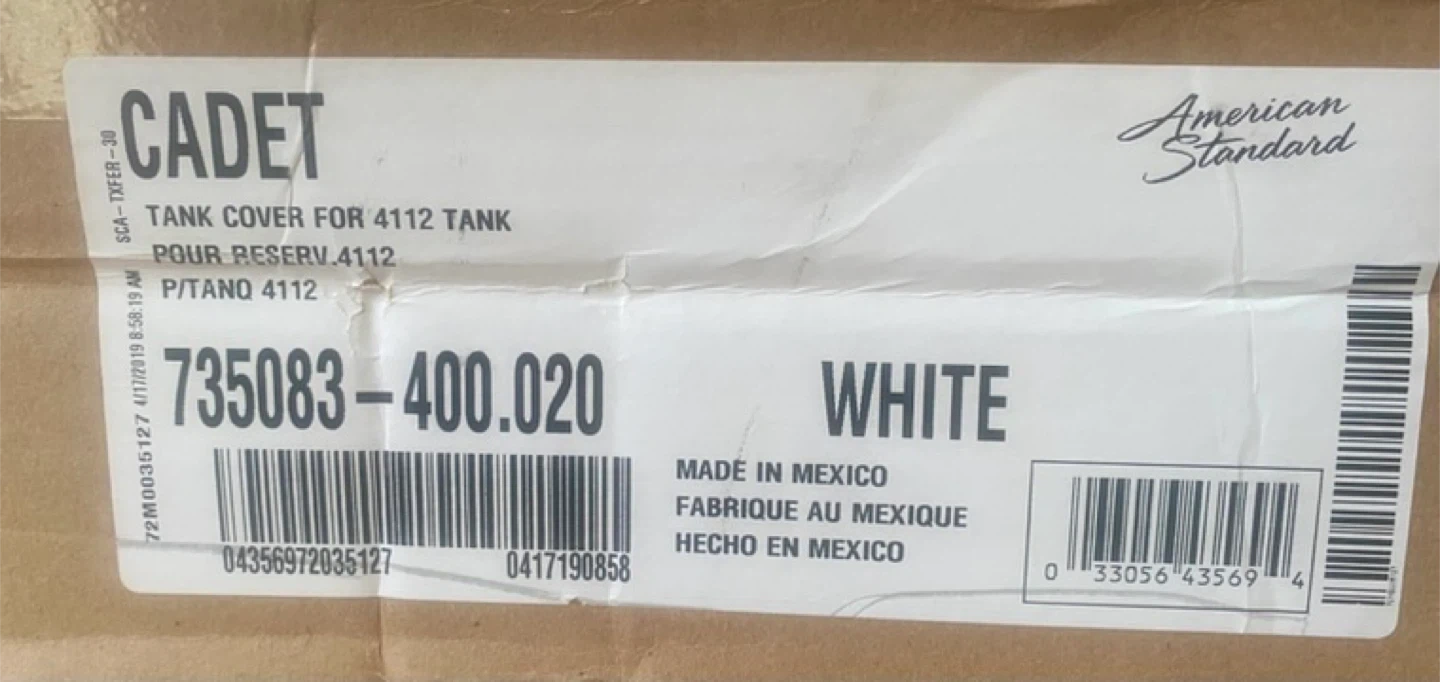 CADET
American
Standard
SCA-TXFER-30
TANK COVER FOR 4112 TANK
POUR RESERV.4112
P/TANQ 4112
72M0035127 4/17/2019 8:58:19 AM
735083-400.020
WHITE
04356972035127 0417190858
MADE IN MEXICO
FABRIQUE AU MEXIQUE
HECHO EN MEXICO
0 33056 43569 4